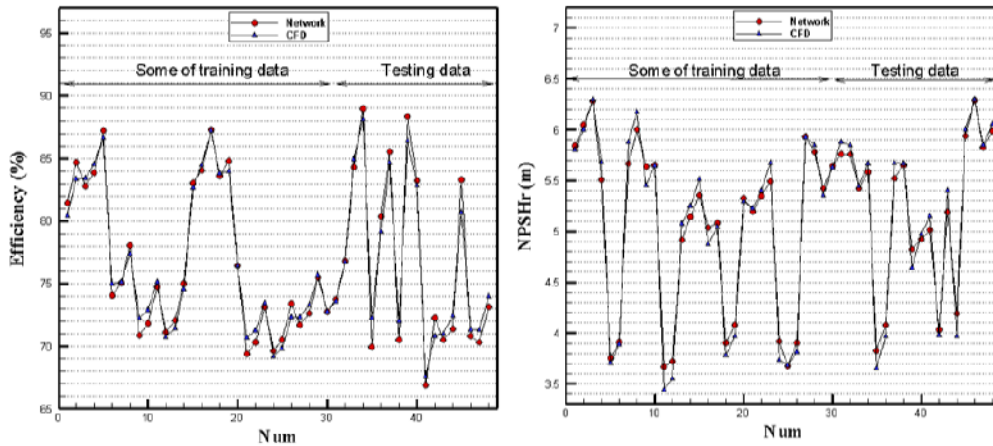 Network
CFD
Some of training data
Testing data
Efficiency (%)
95
90
85
80
75
70
65
0
10
20
30
40
Num
Network
CFD
Some of training data
Testing data
NPSHr (m)
7
6.5
6
5.5
5
4.5
4
3.5
0
10
20
30
40
Num